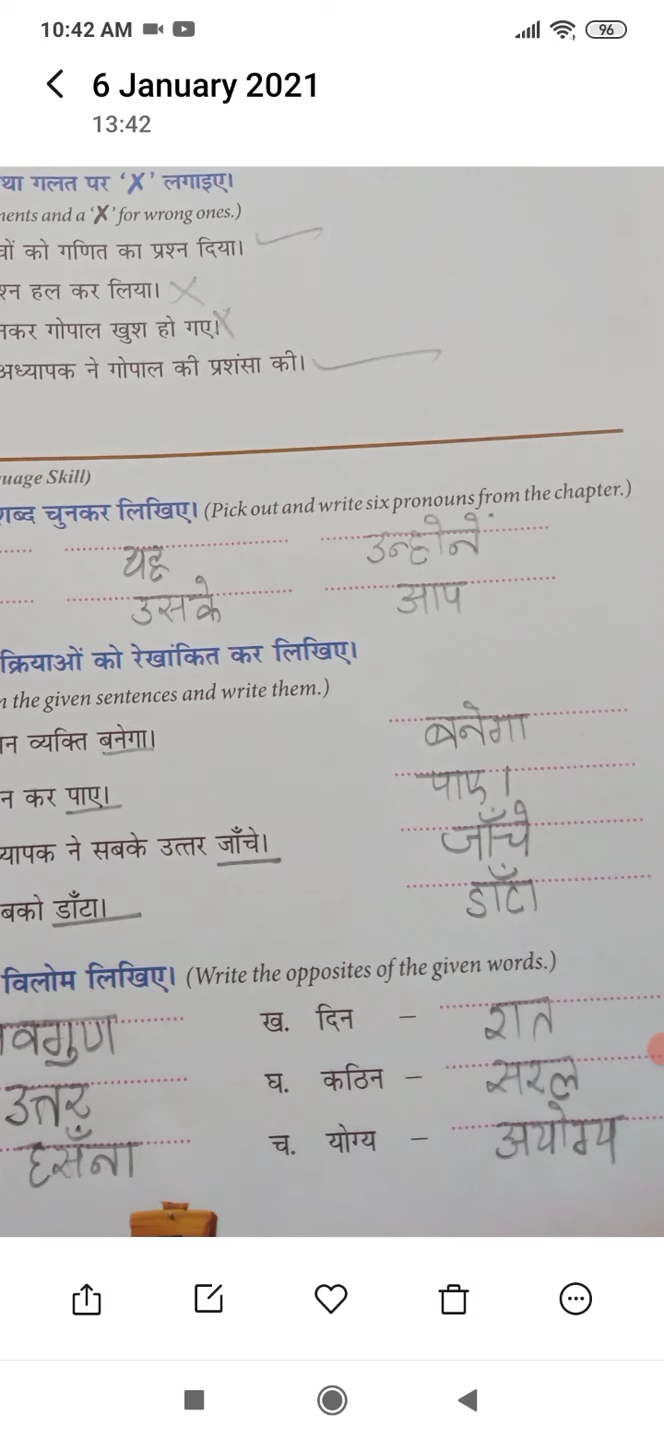 10:42 AM 96
6 January 2021
13:42
था गलत पर ‘X’ लगाइए।
nents and a ‘X’ for wrong ones.)
को गणित का प्रश्न दिया।
हल कर लिया।
गोपाल खुश हो गए।
अध्यापक ने गोपाल की प्रशंसा की।
uage Skill)
शब्द चुनकर लिखिए। (Pick out and write six pronouns from the chapter.)
यह उन्होनें
उसके आप
क्रियाओं को रेखांकित कर लिखिए।
n the given sentences and write them.)
न व्यक्ति बनेगा। बनेगा
न कर पाए। पाए।
यापक ने सबके उत्तर जाँचे। जाँचे
बको डाँटा। डाँटा
विलोम लिखिए। (Write the opposites of the given words.)
वगुण ख. दिन – रात
उत्तर घ. कठिन – सरल
हसँना च. योग्य – अयोग्य